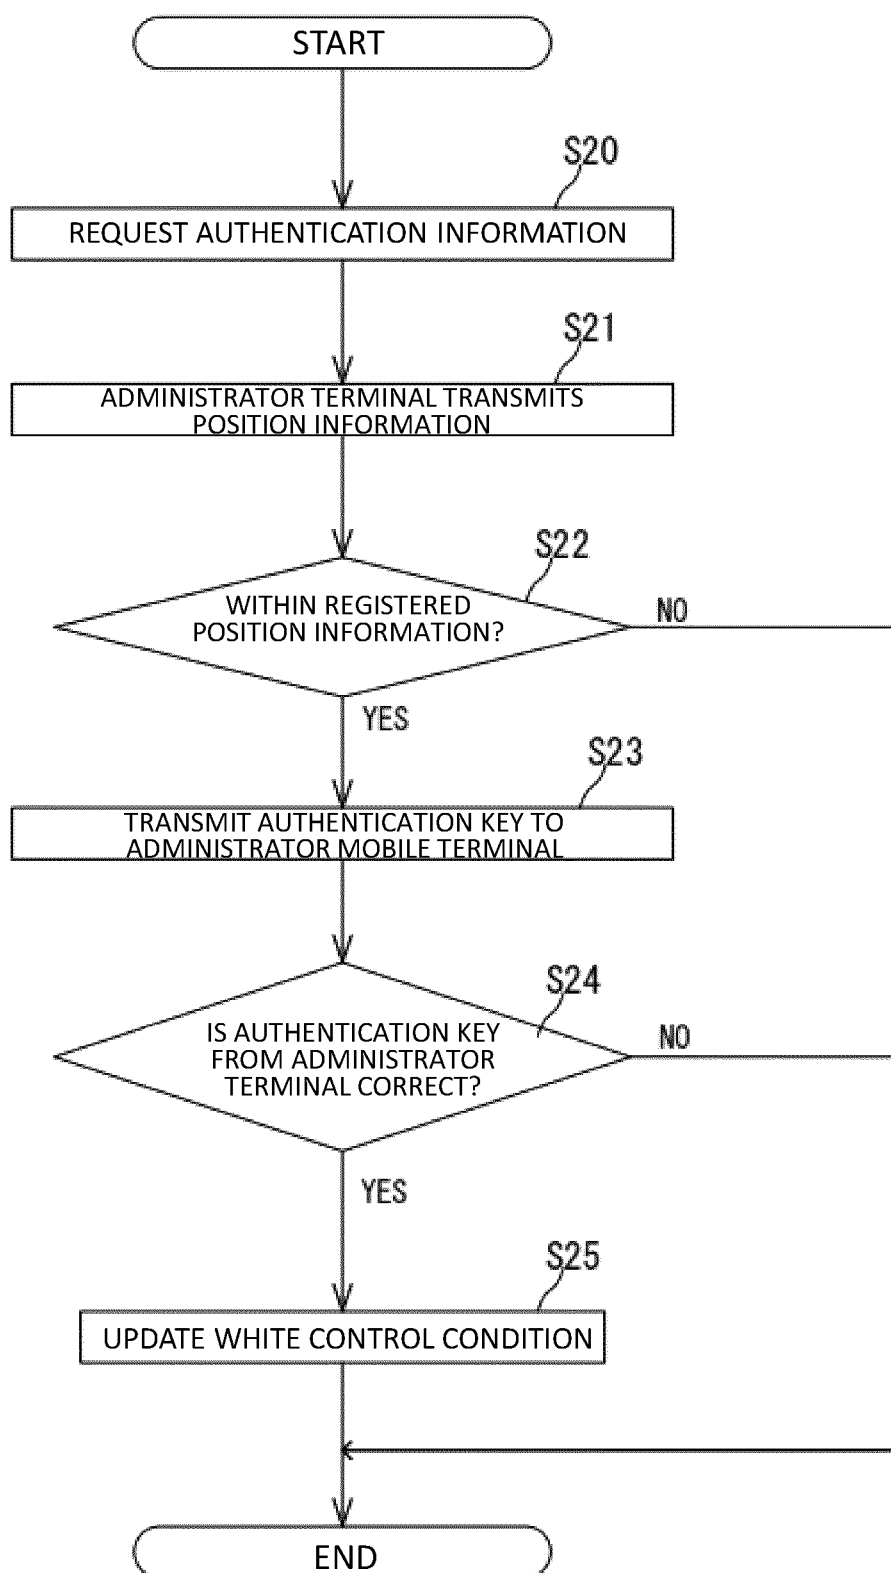 START
S20
REQUEST AUTHENTICATION INFORMATION
S21
ADMINISTRATOR TERMINAL TRANSMITS
POSITION INFORMATION
S22
WITHIN REGISTERED
POSITION INFORMATION?
NO
YES
S23
TRANSMIT AUTHENTICATION KEY TO
ADMINISTRATOR MOBILE TERMINAL
S24
IS AUTHENTICATION KEY
FROM ADMINISTRATOR
TERMINAL CORRECT?
NO
YES
S25
UPDATE WHITE CONTROL CONDITION
END